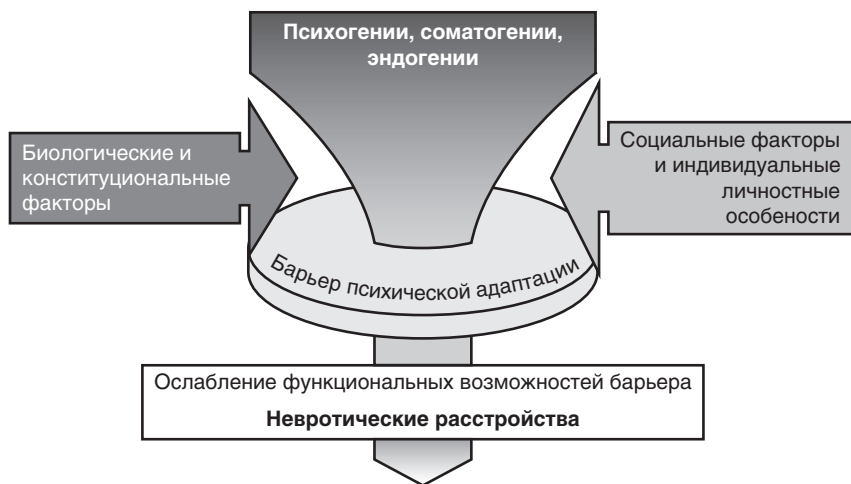 Психогении, соматогении,
эндогении
Биологические и
конституциональные
факторы
Социальные факторы
и индивидуальные
личностные
особености
Барьер психической адаптации
Ослабление функциональных возможностей барьера
Невротические расстройства